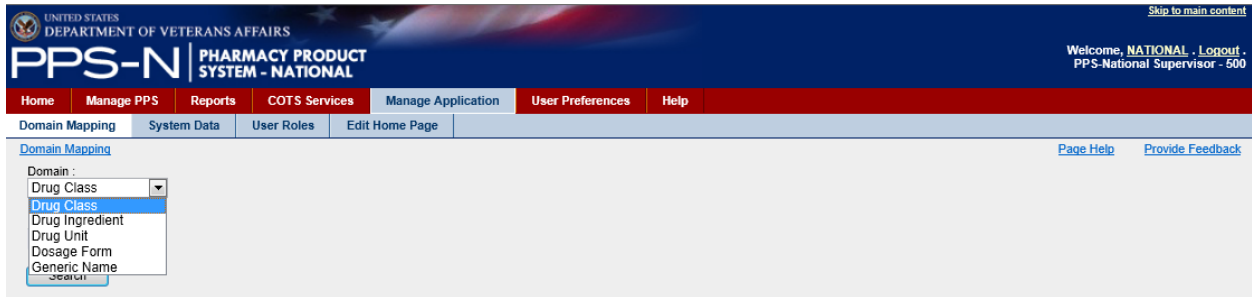 Skip to main content
UNITED STATES
DEPARTMENT OF VETERANS AFFAIRS
PPS-N PHARMACY PRODUCT
SYSTEM - NATIONAL
Welcome, NATIONAL . Logout .
PPS-National Supervisor - 500
Home Manage PPS Reports COTS Services Manage Application User Preferences Help
Domain Mapping System Data User Roles Edit Home Page
Domain Mapping Page Help Provide Feedback
Domain :
Drug Class
Drug Class
Drug Ingredient
Drug Unit
Dosage Form
Generic Name
Search